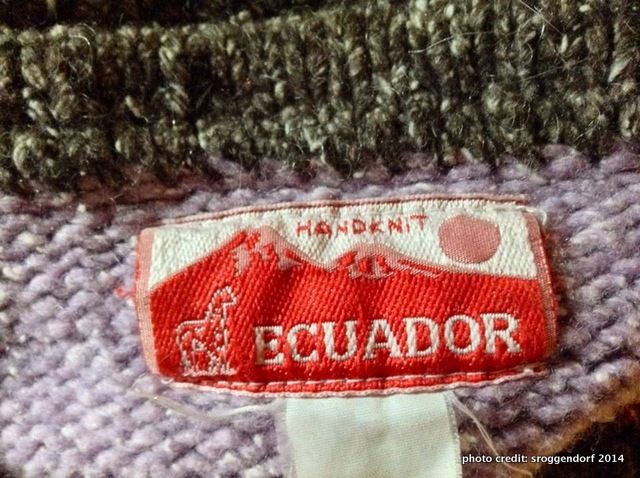 HANDKNIT
ECUADOR
photo credit: sroggendorf 2014